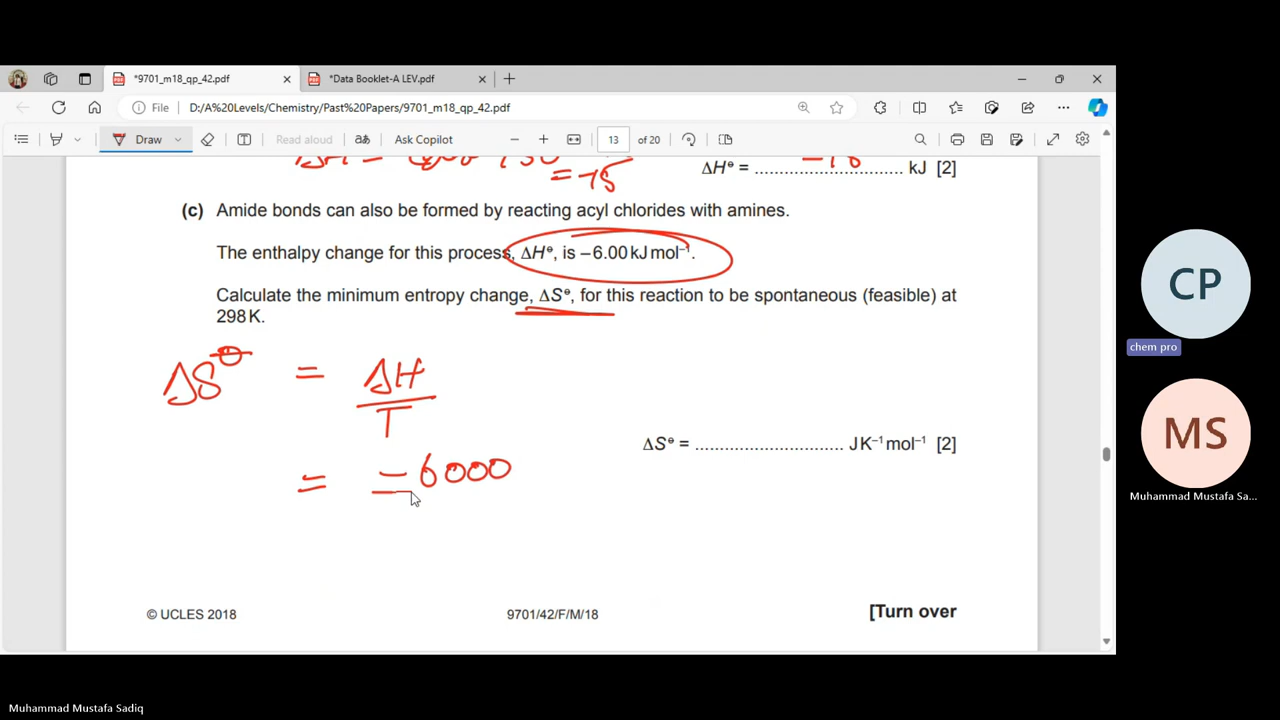 *9701_m18_qp_42.pdf
*Data Booklet-A LEV.pdf
File D:/A%20Levels/Chemistry/Past%20Papers/9701_m18_qp_42.pdf
Draw
Read aloud
aあ
Ask Copilot
13 of 20
= -75
ΔH⦵ = ............................. kJ [2]
(c) Amide bonds can also be formed by reacting acyl chlorides with amines.
The enthalpy change for this process, ΔH⦵, is –6.00 kJ mol⁻¹.
Calculate the minimum entropy change, ΔS⦵, for this reaction to be spontaneous (feasible) at
298 K.
ΔS⦵ = ΔH
T
ΔS⦵ = ............................. J K⁻¹ mol⁻¹ [2]
= -6000
© UCLES 2018
9701/42/F/M/18
[Turn over
CP
chem pro
MS
Muhammad Mustafa Sa...
Muhammad Mustafa Sadiq